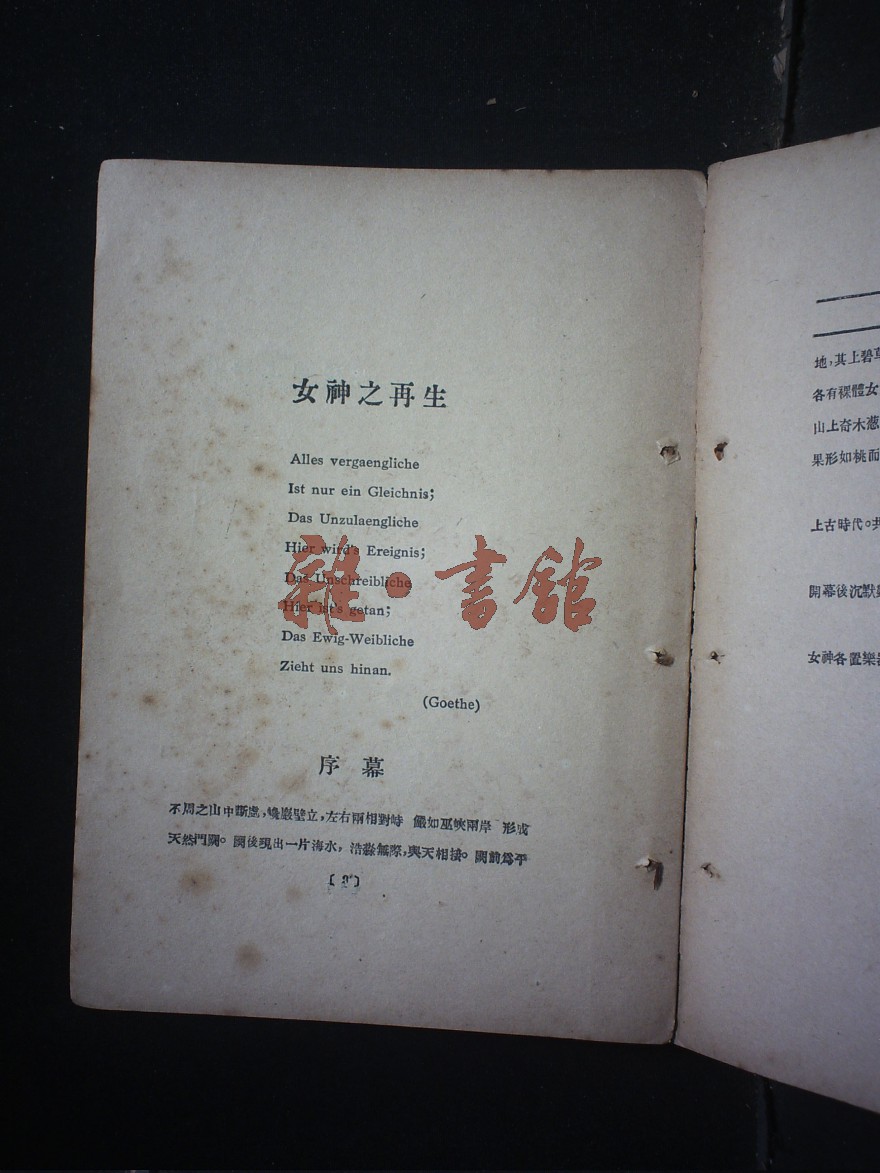 女神之再生
Alles vergaengliche
Ist nur ein Gleichnis;
Das Unzulaengliche
Hier wird's Ereignis;
Das Unschreibliche
Hier ist's getan;
Das Ewig-Weibliche
Zieht uns hinan.
(Goethe)
序幕
不周之山中斷處,巉巖壁立,左右兩相對峙 儼如巫峽兩岸 形成
天然門闕。闕後現出一片海水,浩淼無際,與天相接。闕前爲平
雜·書館
地,其上碧草
各有裸體女
山上奇木葱
果形如桃而
上古時代。共
開幕後沉默
女神各置樂